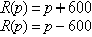 R(p) = p + 600
R(p) = p − 600